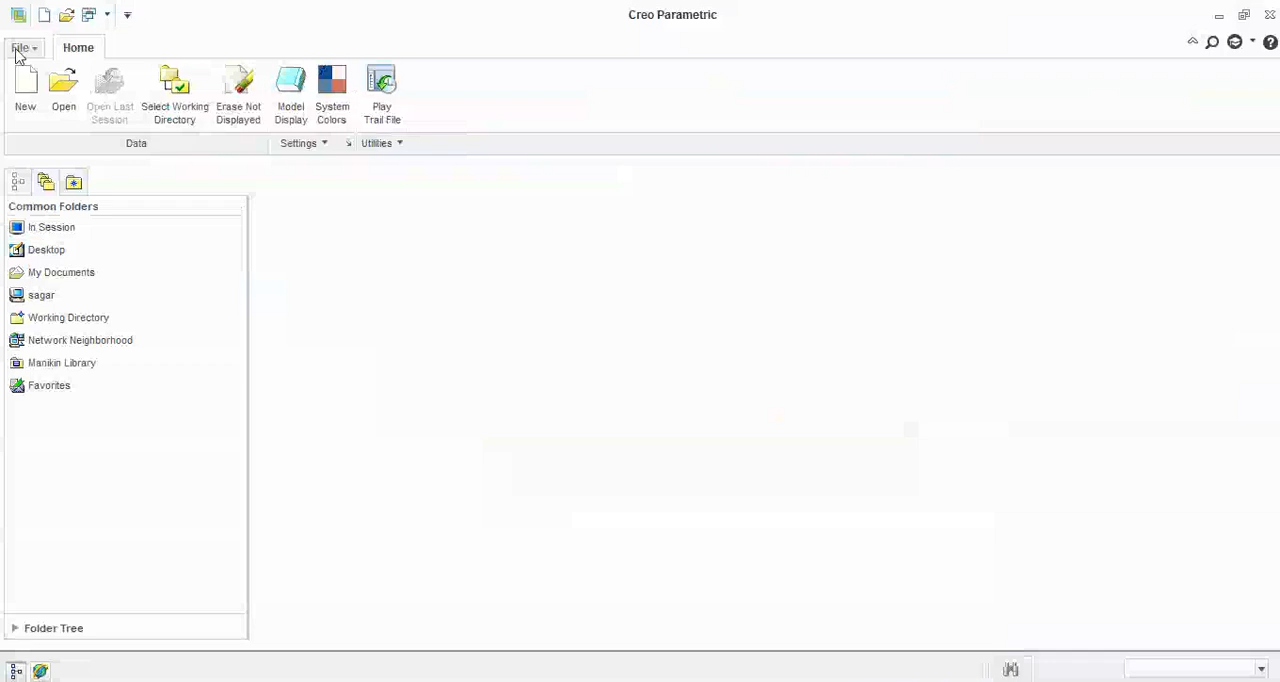 Creo Parametric
File Home
New Open Open Last Session Select Working Directory Erase Not Displayed Model Display System Colors Play Trail File
Data Settings Utilities
Common Folders
In Session
Desktop
My Documents
sagar
Working Directory
Network Neighborhood
Manikin Library
Favorites
Folder Tree